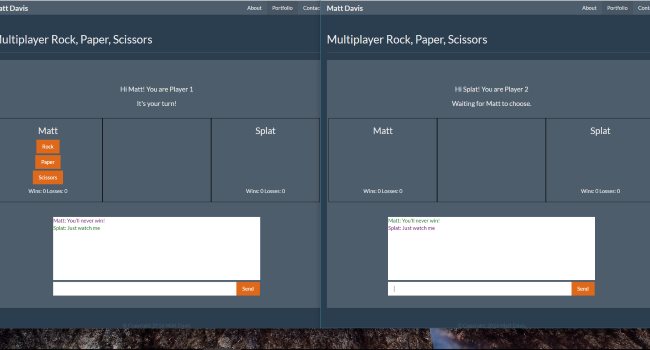 Matt Davis
About Portfolio Contac
Multiplayer Rock, Paper, Scissors
Hi Matt! You are Player 1
It's your turn!
Matt
Splat
Rock
Paper
Scissors
Wins: 0 Losses: 0
Wins: 0 Losses: 0
Matt: You'll never win!
Splat: Just watch me
Send
Matt Davis
About Portfolio Conta
Multiplayer Rock, Paper, Scissors
Hi Splat! You are Player 2
Waiting for Matt to choose.
Matt
Splat
Wins: 0 Losses: 0
Wins: 0 Losses: 0
Matt: You'll never win!
Splat: Just watch me
Send